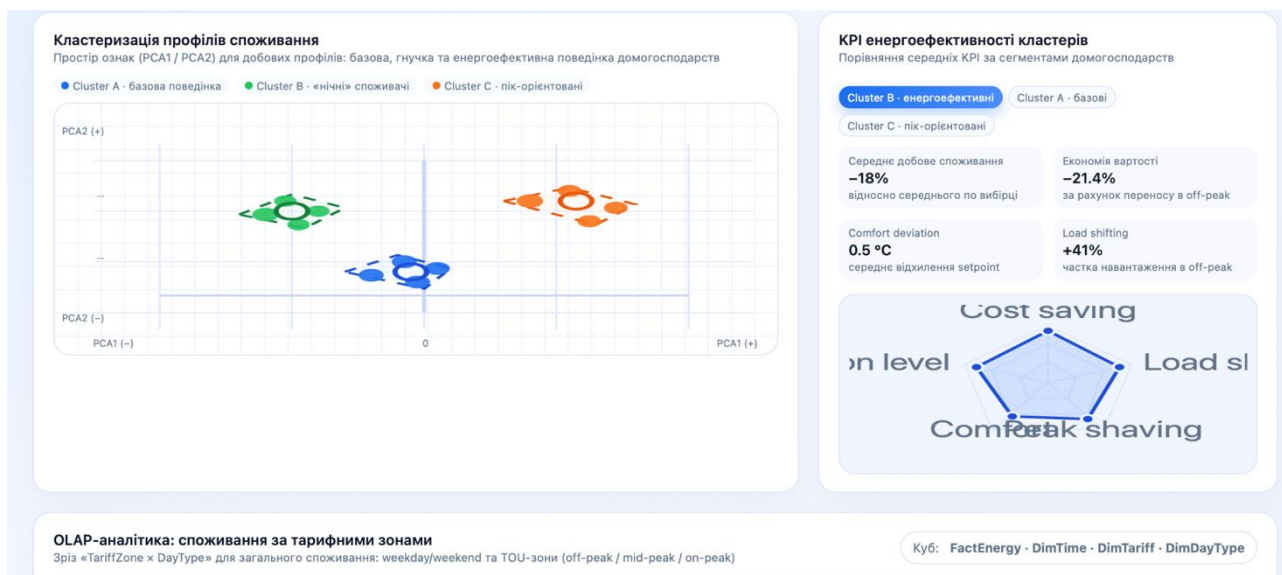 Кластеризація профілів споживання
Простір ознак (PCA1 / PCA2) для добових профілів: базова, гнучка та енергоефективна поведінка домогосподарств
Cluster A · базова поведінка
Cluster B · «нічні» споживачі
Cluster C · пік-орієнтовані
PCA2 (+)
...
...
PCA2 (−)
PCA1 (−)
0
PCA1 (+)
KPI енергоефективності кластерів
Порівняння середніх KPI за сегментами домогосподарств
Cluster B · енергоефективні
Cluster A · базові
Cluster C · пік-орієнтовані
Середнє добове споживання
−18%
відносно середнього по вибірці
Економія вартості
−21.4%
за рахунок переносу в off-peak
Comfort deviation
0.5 °C
середнє відхилення setpoint
Load shifting
+41%
частка навантаження в off-peak
Cost saving
on level
Load sl
Comfort
Peak shaving
OLAP-аналітика: споживання за тарифними зонами
Зріз «TariffZone × DayType» для загального споживання: weekday/weekend та TOU-зони (off-peak / mid-peak / on-peak)
Куб: FactEnergy · DimTime · DimTariff · DimDayType